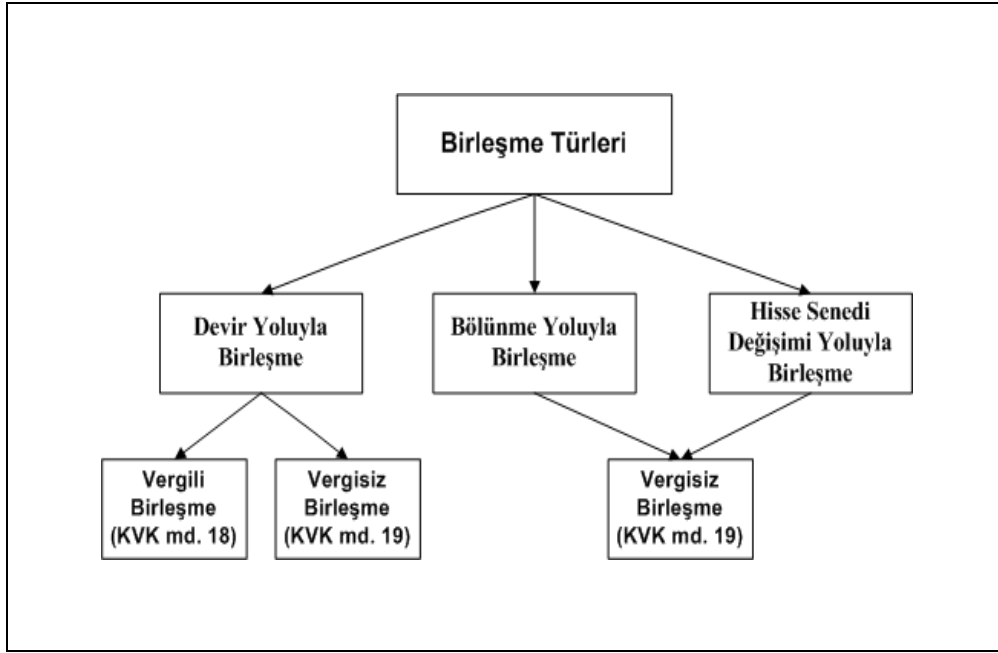 Birleşme Türleri
Devir Yoluyla
Birleşme
Bölünme Yoluyla
Birleşme
Hisse Senedi
Değişimi Yoluyla
Birleşme
Vergili
Birleşme
(KVK md. 18)
Vergisiz
Birleşme
(KVK md. 19)
Vergisiz
Birleşme
(KVK md. 19)